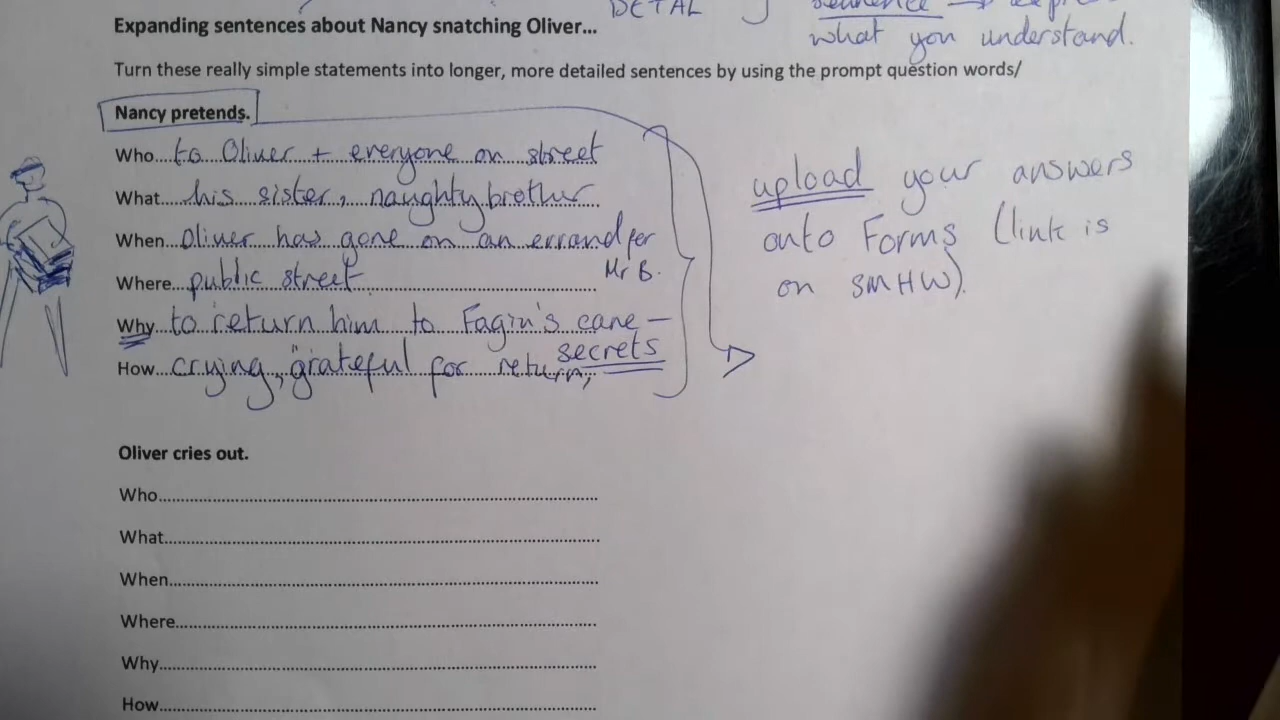 DETAL
sentence → expl
Expanding sentences about Nancy snatching Oliver...
what you understand.
Turn these really simple statements into longer, more detailed sentences by using the prompt question words/
Nancy pretends.
Who...to Oliver + everyone on street
What....his sister, naughty brother
When...Oliver has gone on an errand for
Mr B.
Where...public street
Why...to return him to Fagin's care –
secrets
How...crying, "grateful for return,
upload your answers
onto Forms (link is
on SMHW).
Oliver cries out.
Who
What
When
Where
Why
How